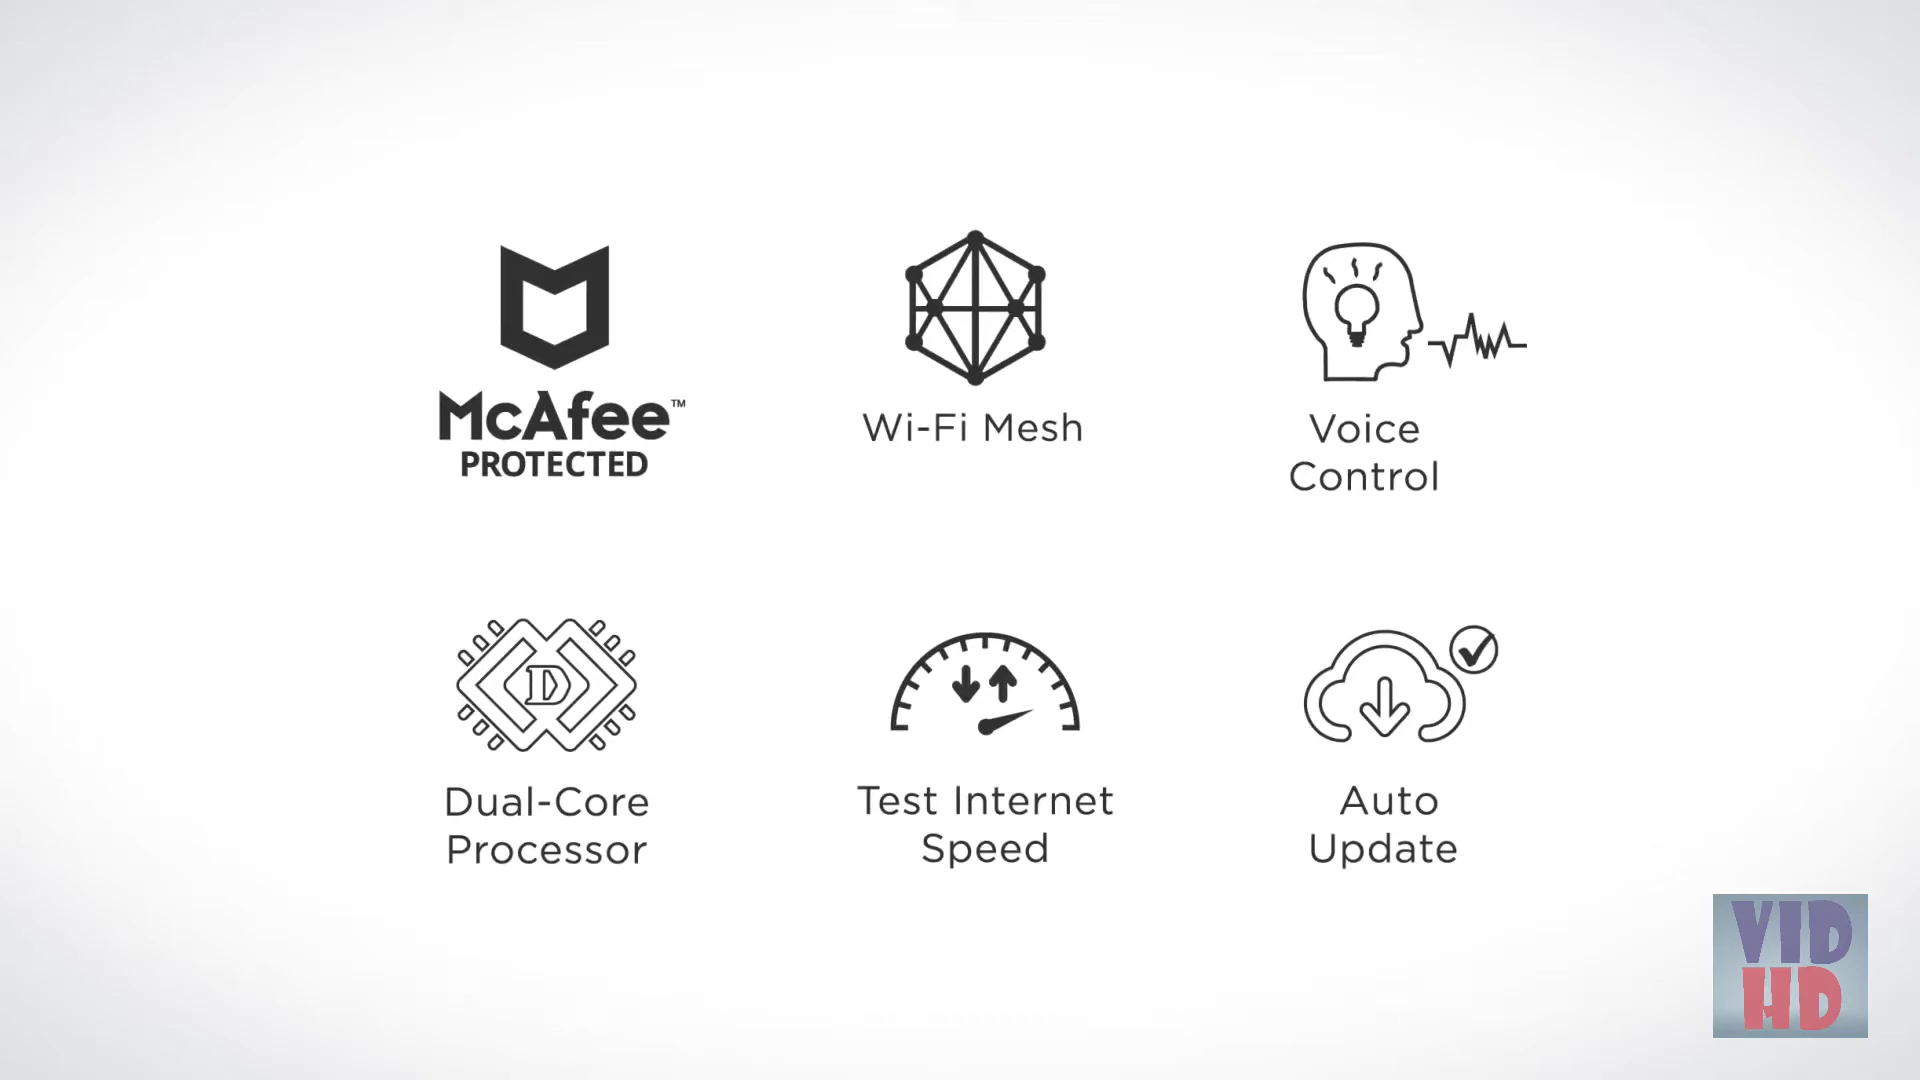 McAfee™
PROTECTED
Wi-Fi Mesh
Voice
Control
D
Dual-Core
Processor
Test Internet
Speed
Auto
Update
VID
HD